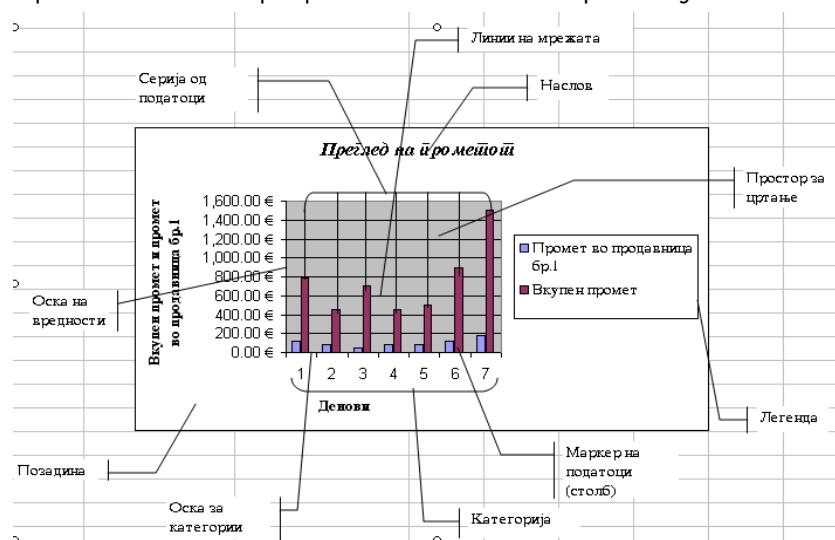 Линии на мрежата
Серија од
податоци
Наслов
Преглед на прометот
Простор за
цртање
Вкупен промет и промет
во продавница бр.1
1,600.00 €
1,400.00 €
1,200.00 €
1,000.00 €
800.00 €
600.00 €
400.00 €
200.00 €
0.00 €
Промет во продавница
бр.1
Вкупен промет
Оска на
вредности
1 2 3 4 5 6 7
Денови
Легенда
Позадина
Маркер на
податоци
(столб)
Оска за
категории
Категорија